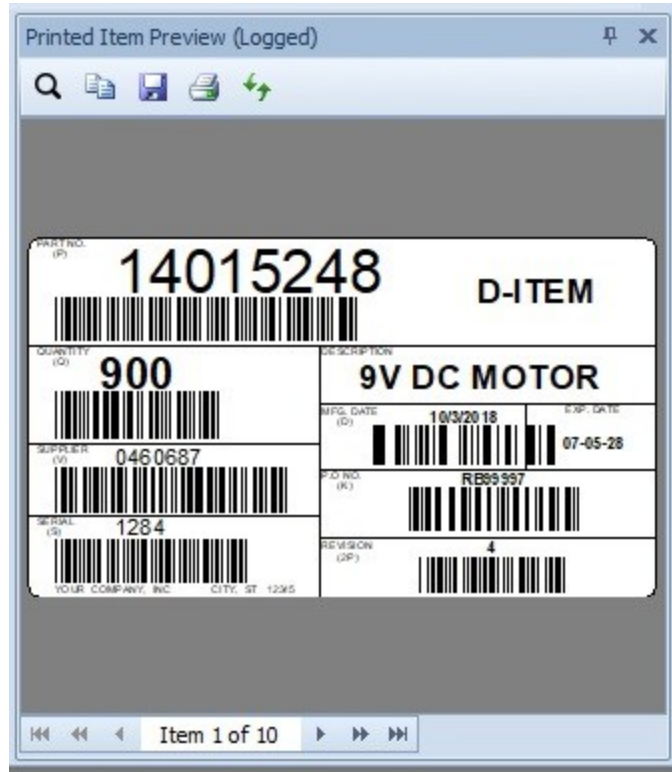 Printed Item Preview (Logged)
PART NO.
(P)
14015248
D-ITEM
QUANTITY
(Q)
900
DESCRIPTION
9V DC MOTOR
MFG. DATE
(D)
10/3/2018
EXP. DATE
07-05-28
SUPPLIER
(V)
0460687
P.O NO.
(K)
RB99997
SERIAL
(S)
1284
REVISION
(2P)
4
YOUR COMPANY, INC CITY, ST 12345
Item 1 of 10